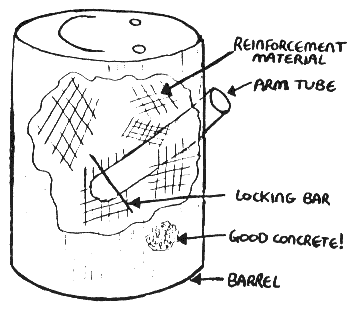 REINFORCEMENT
MATERIAL
ARM TUBE
LOCKING BAR
GOOD CONCRETE!
BARREL